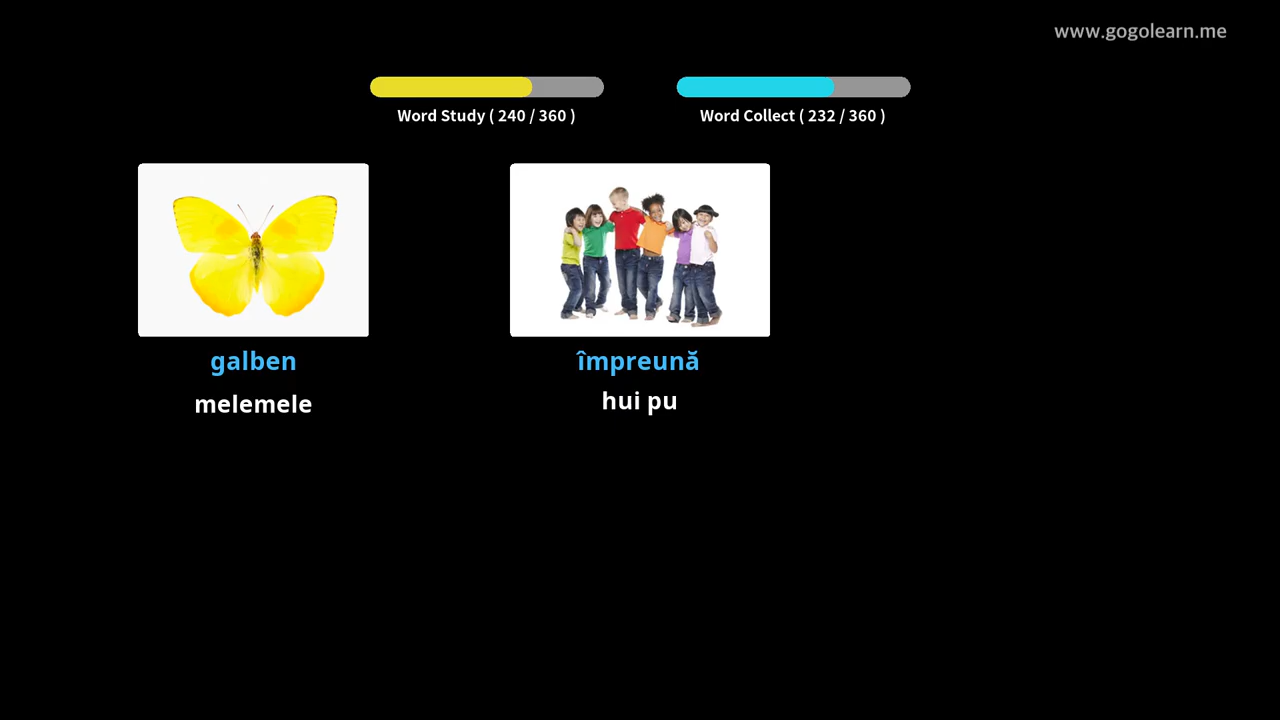 www.gogolearn.me
Word Study ( 240 / 360 )
Word Collect ( 232 / 360 )
galben
melemele
împreună
hui pu